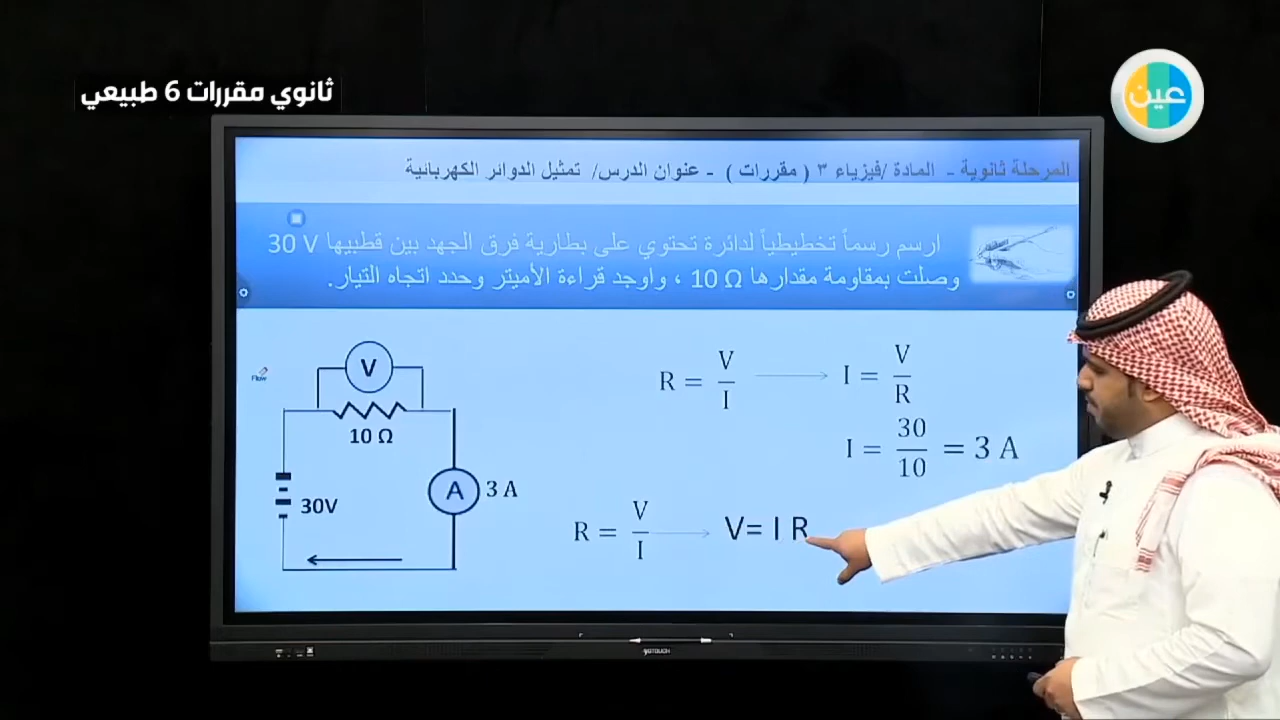 ثانوي مقررات 6 طبيعي
عين
المرحلة ثانوية - المادة /فيزياء ٣ ( مقررات ) - عنوان الدرس/ تمثيل الدوائر الكهربائية
ارسم رسماً تخطيطياً لدائرة تحتوي على بطارية فرق الجهد بين قطبيها 30 V
وصلت بمقاومة مقدارها 10 Ω ، واوجد قراءة الأميتر وحدد اتجاه التيار.
V
10 Ω
30V
A 3 A
R = V/I → I = V/R
I = 30/10 = 3 A
R = V/I → V= I R